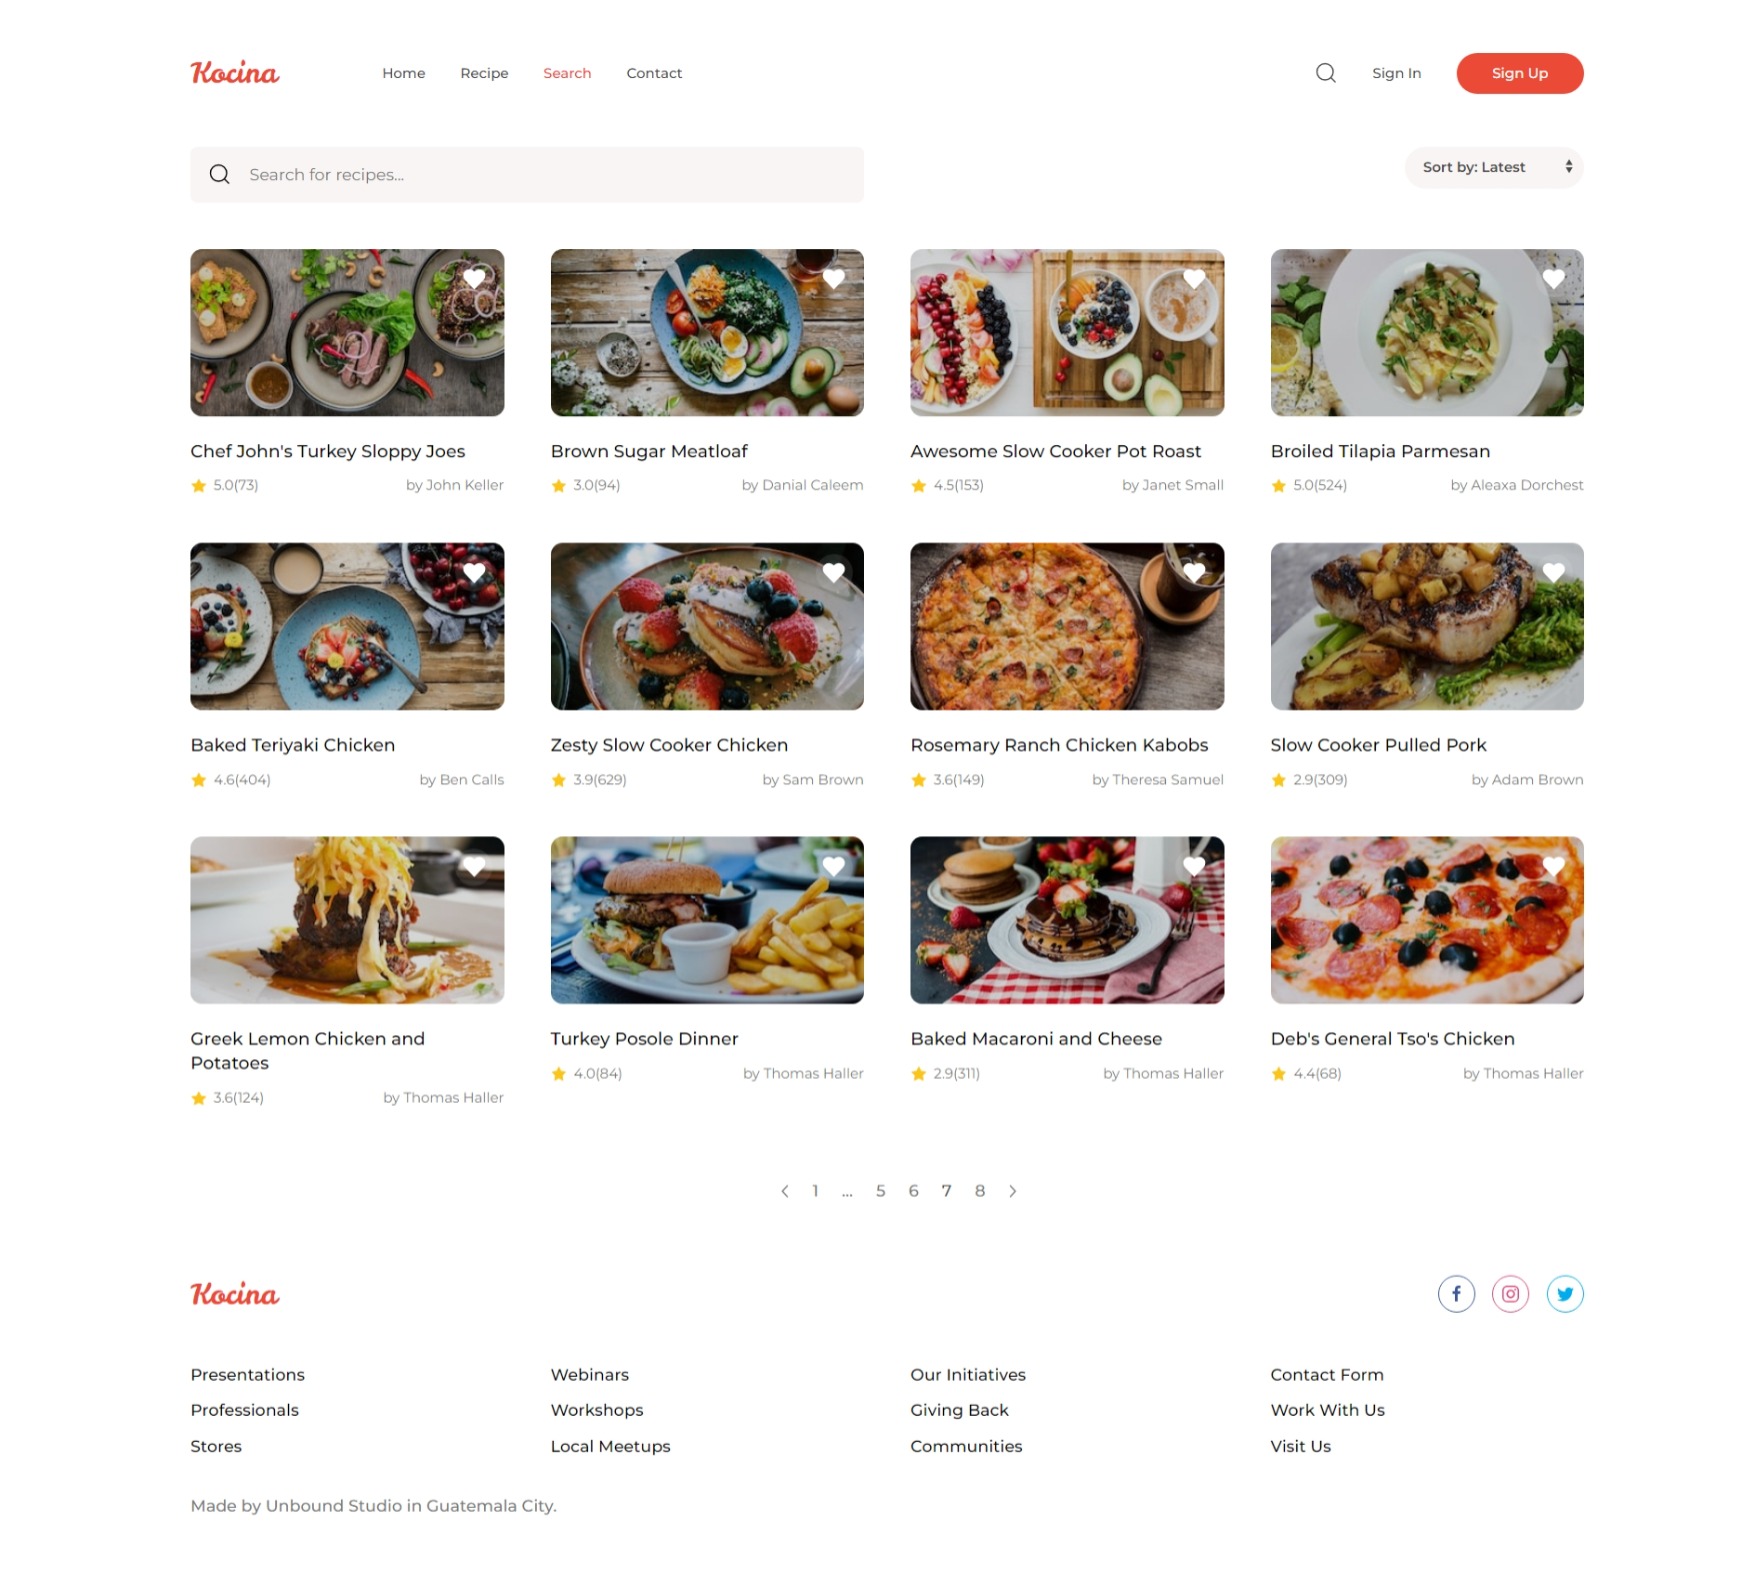 Kocina
Home Recipe Search Contact
Sign In Sign Up
Search for recipes...
Sort by: Latest
Chef John's Turkey Sloppy Joes
5.0(73) by John Keller
Brown Sugar Meatloaf
3.0(94) by Danial Caleem
Awesome Slow Cooker Pot Roast
4.5(153) by Janet Small
Broiled Tilapia Parmesan
5.0(524) by Aleaxa Dorchest
Baked Teriyaki Chicken
4.6(404) by Ben Calls
Zesty Slow Cooker Chicken
3.9(629) by Sam Brown
Rosemary Ranch Chicken Kabobs
3.6(149) by Theresa Samuel
Slow Cooker Pulled Pork
2.9(309) by Adam Brown
Greek Lemon Chicken and
Potatoes
3.6(124) by Thomas Haller
Turkey Posole Dinner
4.0(84) by Thomas Haller
Baked Macaroni and Cheese
2.9(311) by Thomas Haller
Deb's General Tso's Chicken
4.4(68) by Thomas Haller
1 ... 5 6 7 8
Kocina
Presentations
Professionals
Stores
Webinars
Workshops
Local Meetups
Our Initiatives
Giving Back
Communities
Contact Form
Work With Us
Visit Us
Made by Unbound Studio in Guatemala City.